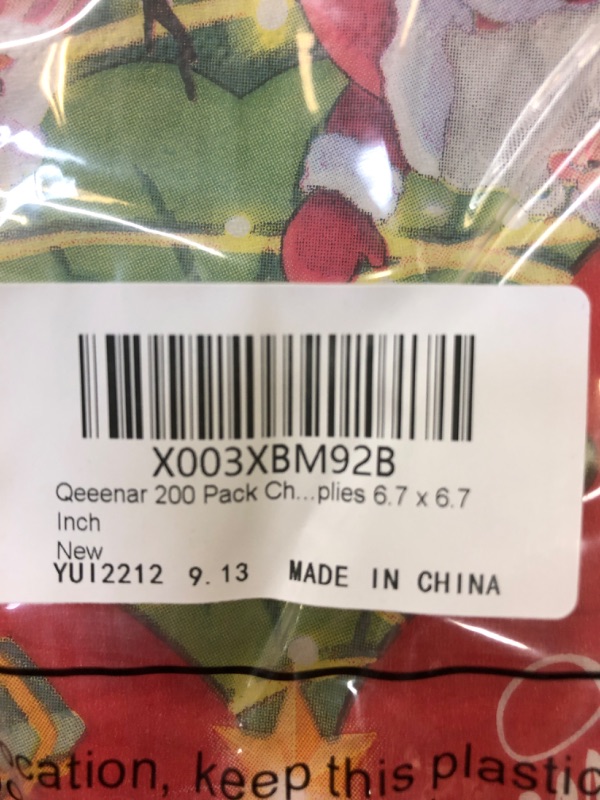 X003XBM92B
Qeeenar 200 Pack Ch...plies 6.7 x 6.7
Inch
New
YUI2212 9.13 MADE IN CHINA
cation, keep this plastic